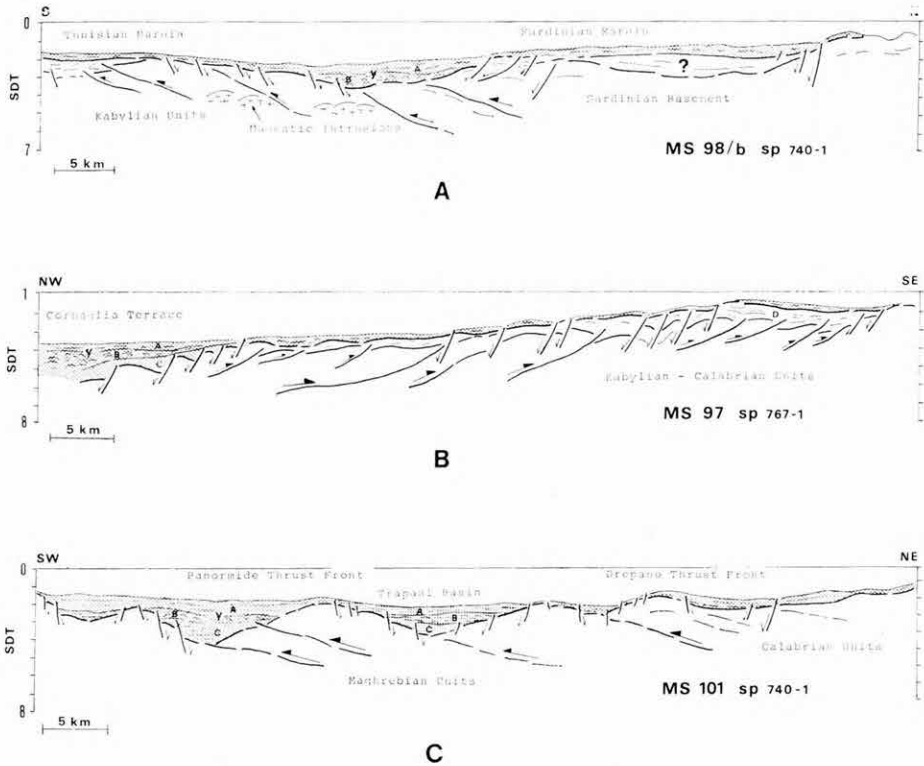 S
0
Tunisian Margin
Sardinian Margin
B Y A
?
SDT
Kabylian Units
Magmatic Intrusions
Sardinian Basement
7
5 km
MS 98/b sp 740-1
A
NW
SE
1
Cornaglia Terrace
A
Y B C
D
SDT
Kabylian - Calabrian Units
8
5 km
MS 97 sp 767-1
B
SW
NE
0
Panormide Thrust Front
Trapani Basin
Drepano Thrust Front
B Y A
C
A
B
C
SDT
Calabrian Units
Maghrebian Units
8
5 km
MS 101 sp 740-1
C